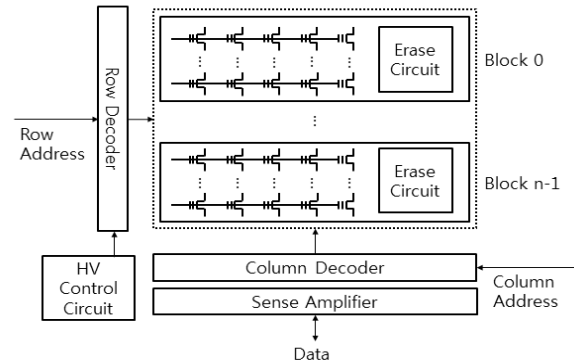 Row Decoder
Erase
Circuit
Block 0
Row
Address
Erase
Circuit
Block n-1
HV
Control
Circuit
Column Decoder
Column
Address
Sense Amplifier
Data